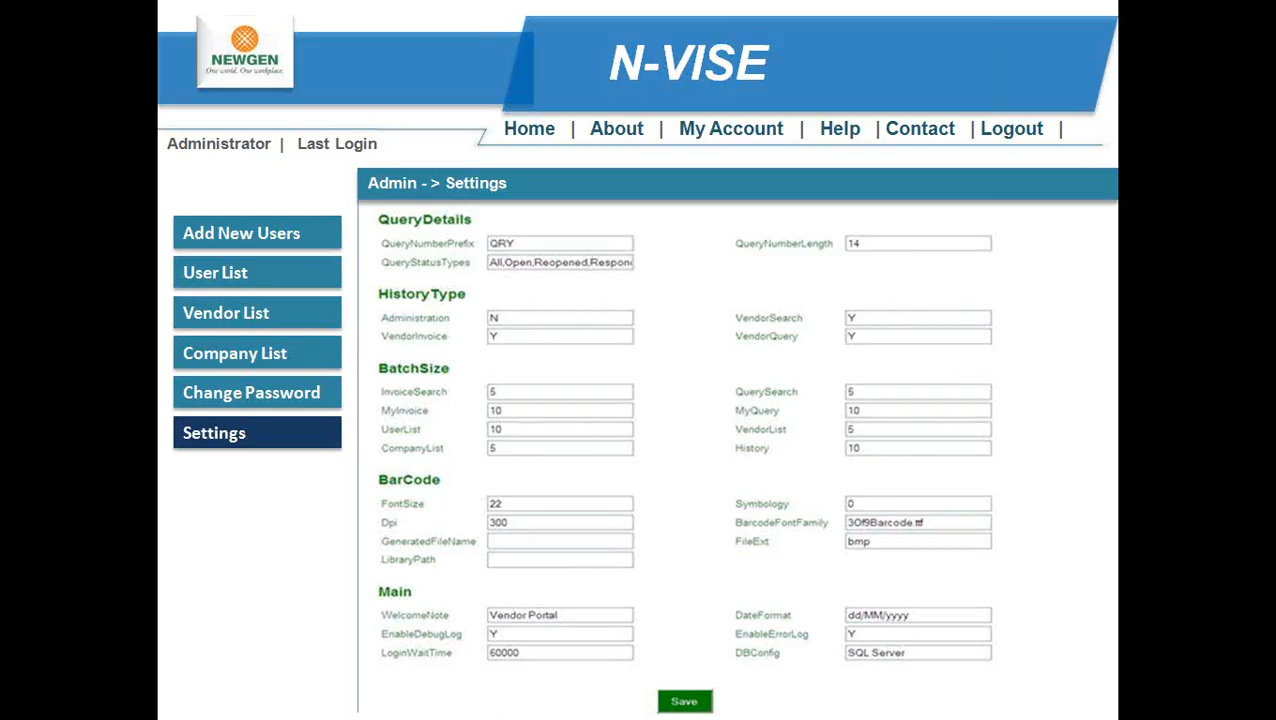 NEWGEN
One world. One workplace.
N-VISE
Home | About | My Account | Help | Contact | Logout |
Administrator | Last Login
Admin - > Settings
Add New Users
User List
Vendor List
Company List
Change Password
Settings
QueryDetails
QueryNumberPrefix QRY QueryNumberLength 14
QueryStatusTypes All,Open,Reopened,Respond
HistoryType
Administration N VendorSearch Y
VendorInvoice Y VendorQuery Y
BatchSize
InvoiceSearch 5 QuerySearch 5
MyInvoice 10 MyQuery 10
UserList 10 VendorList 5
CompanyList 5 History 10
BarCode
FontSize 22 Symbology 0
Dpi 300 BarcodeFontFamily 3Of9Barcode.ttf
GeneratedFileName FileExt bmp
LibraryPath
Main
WelcomeNote Vendor Portal DateFormat dd/MM/yyyy
EnableDebugLog Y EnableErrorLog Y
LoginWaitTime 60000 DBConfig SQL Server
Save